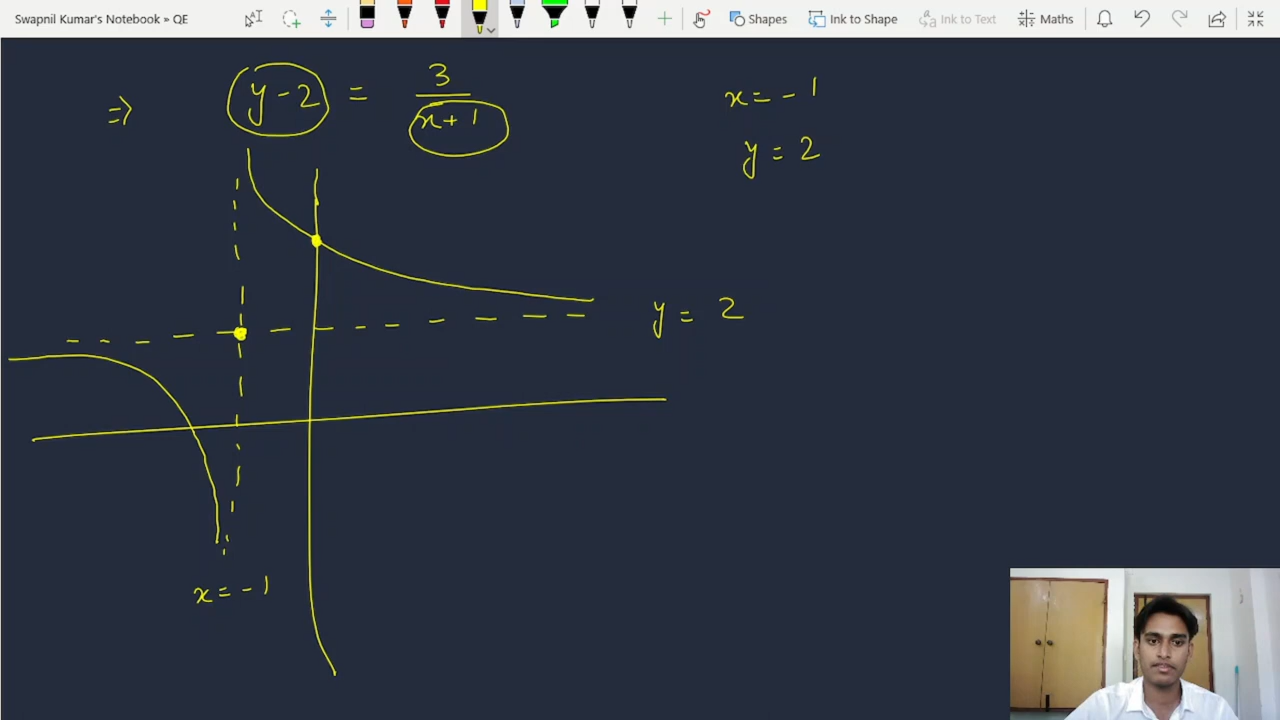 Swapnil Kumar's Notebook » QE
Shapes
Ink to Shape
Ink to Text
Maths
⇒ y - 2 = 3/(x + 1)
x = - 1
y = 2
y = 2
x = - 1